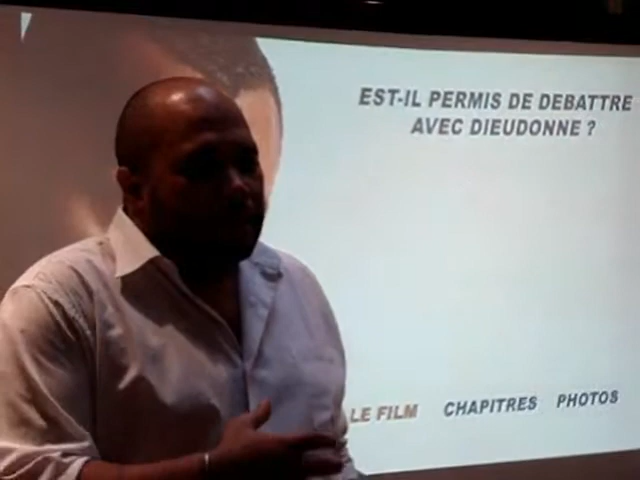 EST-IL PERMIS DE DEBATTRE
AVEC DIEUDONNE ?
LE FILM CHAPITRES PHOTOS